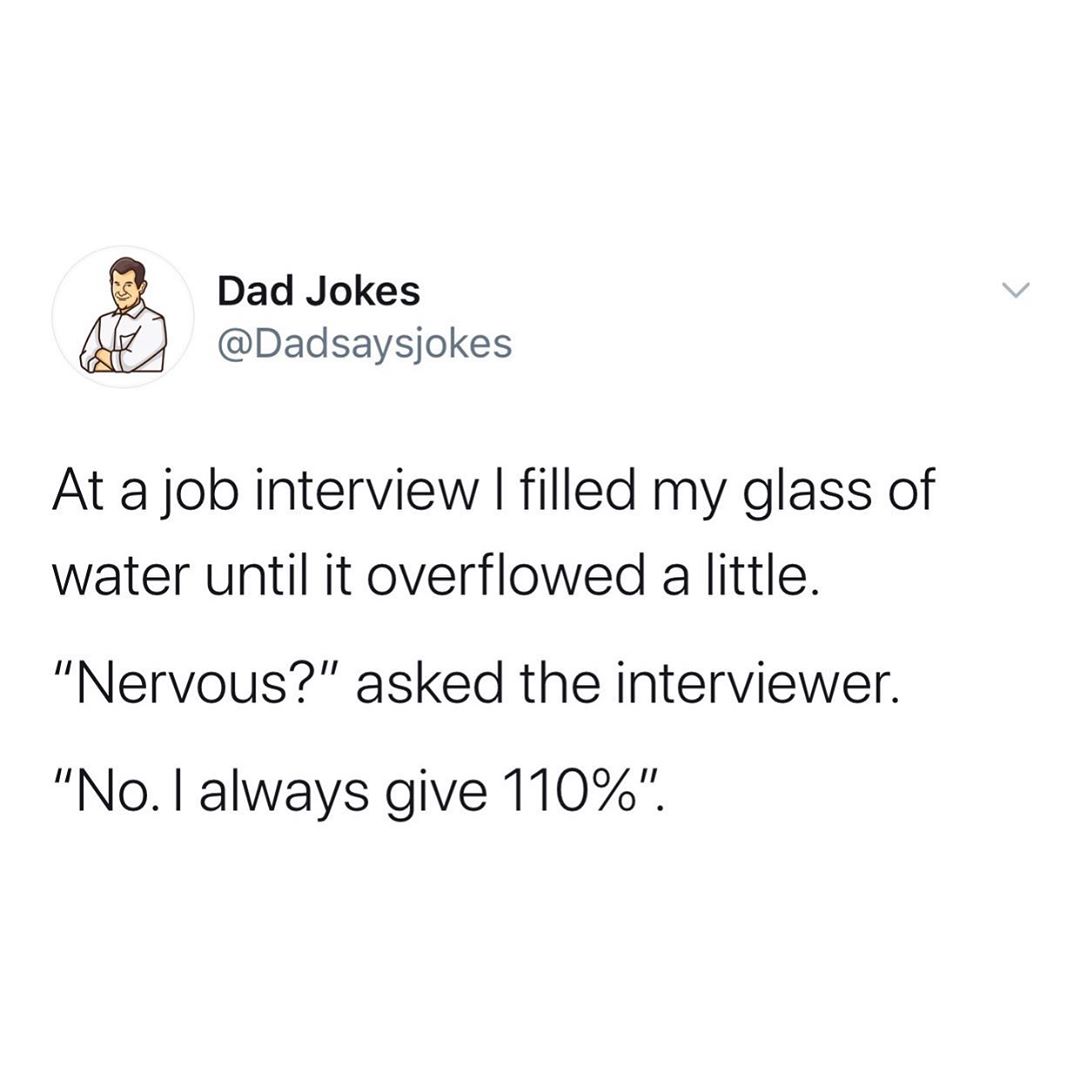 Dad Jokes
@Dadsaysjokes
At a job interview I filled my glass of
water until it overflowed a little.
"Nervous?" asked the interviewer.
"No. I always give 110%".